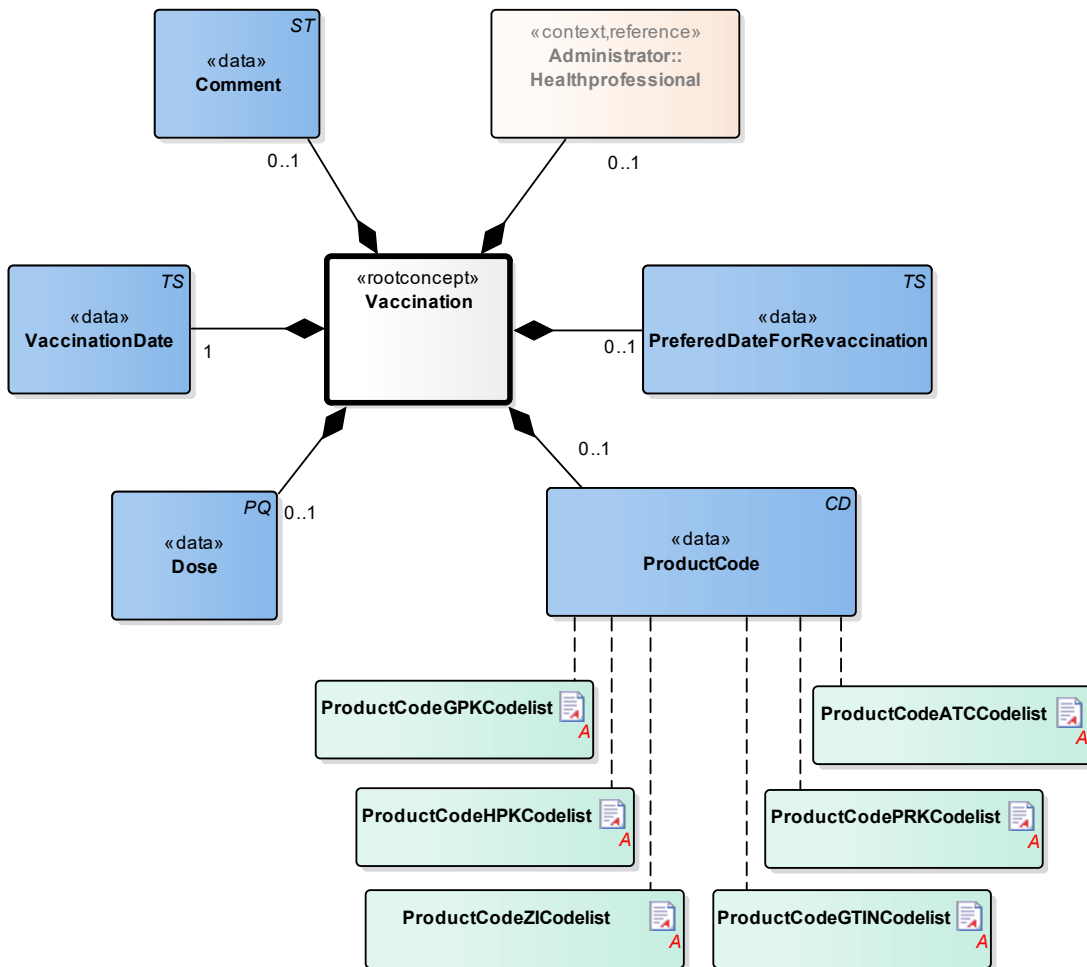 ST
«data»
Comment
0..1
«context,reference»
Administrator::
Healthprofessional
0..1
TS
«data»
VaccinationDate
1
«rootconcept»
Vaccination
TS
«data»
PreferedDateForRevaccination
0..1
PQ
«data»
Dose
0..1
0..1
CD
«data»
ProductCode
ProductCodeGPKCodelist
A
ProductCodeATCCodelist
A
ProductCodeHPKCodelist
A
ProductCodePRKCodelist
A
ProductCodeZICodelist
A
ProductCodeGTINCodelist
A